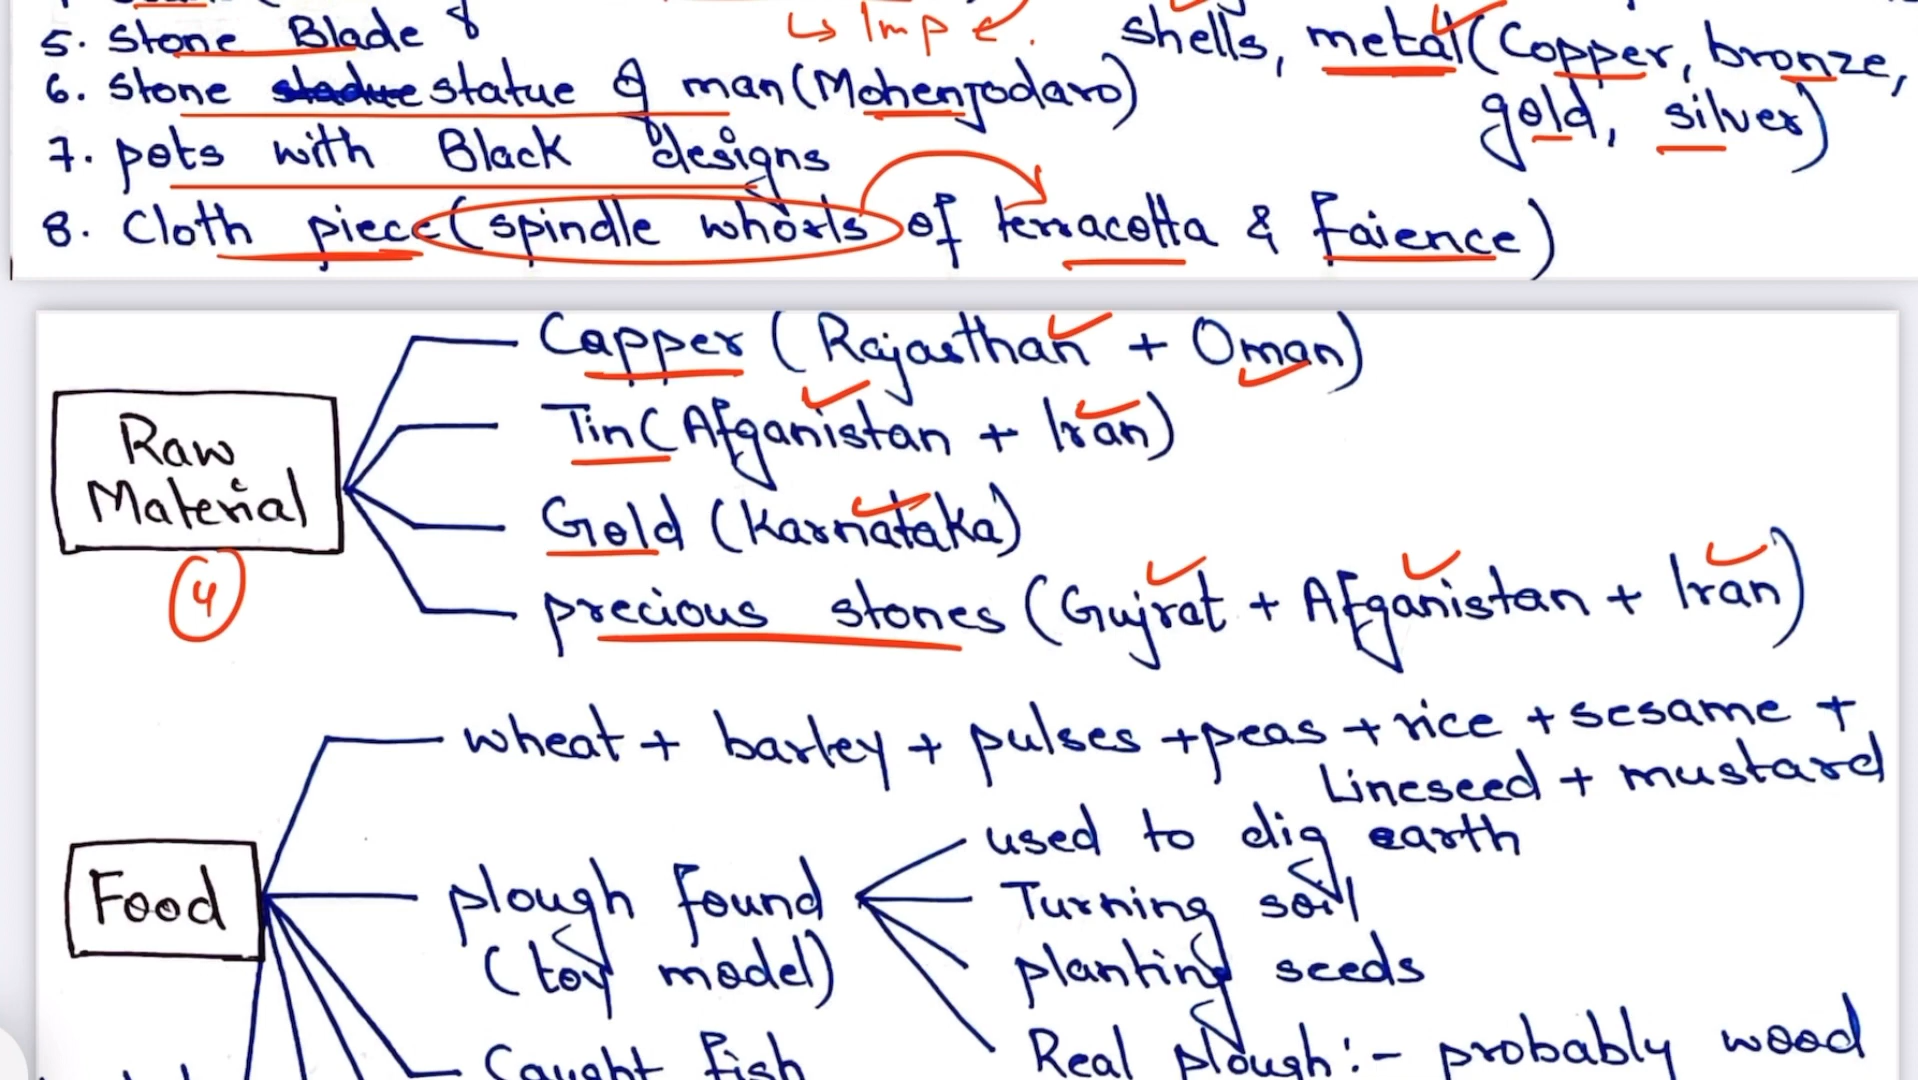 5. Stone Blade &
↳ Imp
shells, metal (Copper, bronze,
gold, silver)
6. Stone statue of man (Mohenjodaro)
7. pots with Black designs
8. Cloth piece (spindle whorls of terracotta & faience)
Raw
Material
4
Capper (Rajasthan + Oman)
Tin (Afganistan + Iran)
Gold (Karnataka)
precious stones (Gujrat + Afganistan + Iran)
Food
wheat + barley + pulses + peas + rice + sesame +
Lineseed + mustard
plough found
(toy model)
used to dig earth
Turning soil
planting seeds
Real plough :- probably wood
Caught fish